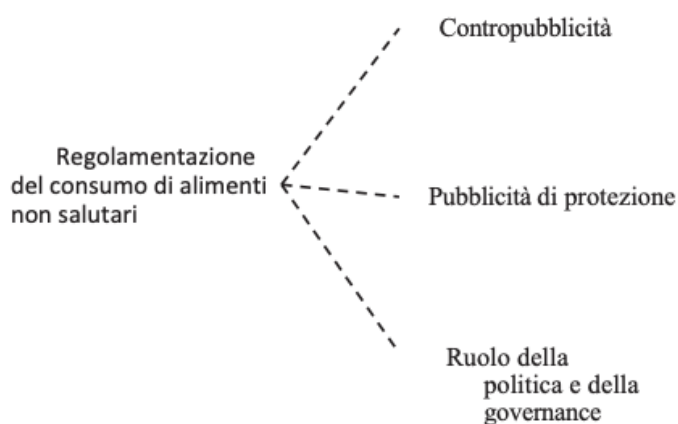 Contropubblicità
Regolamentazione
del consumo di alimenti
non salutari
Pubblicità di protezione
Ruolo della
politica e della
governance